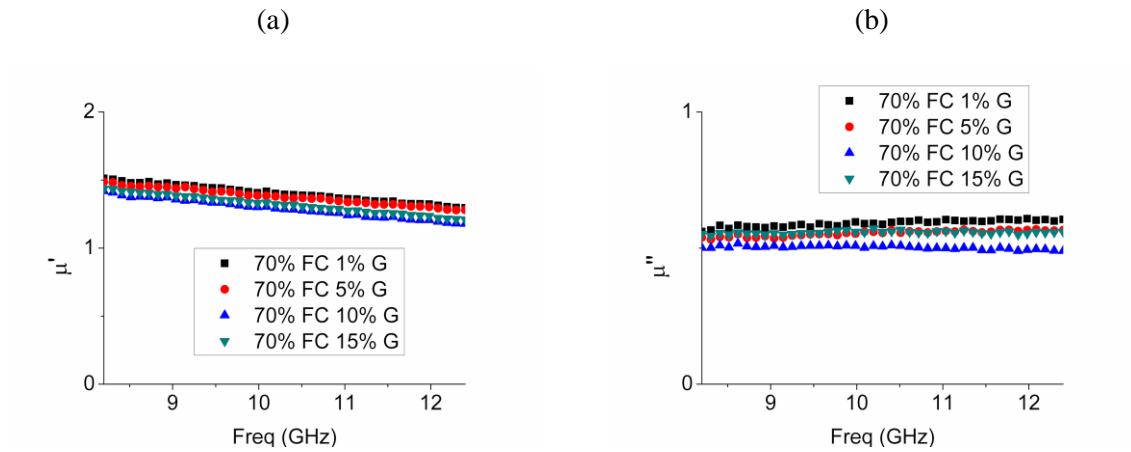 (a)
2
1
0
μ'
70% FC 1% G
70% FC 5% G
70% FC 10% G
70% FC 15% G
9 10 11 12
Freq (GHz)
(b)
1
0
μ"
70% FC 1% G
70% FC 5% G
70% FC 10% G
70% FC 15% G
9 10 11 12
Freq (GHz)